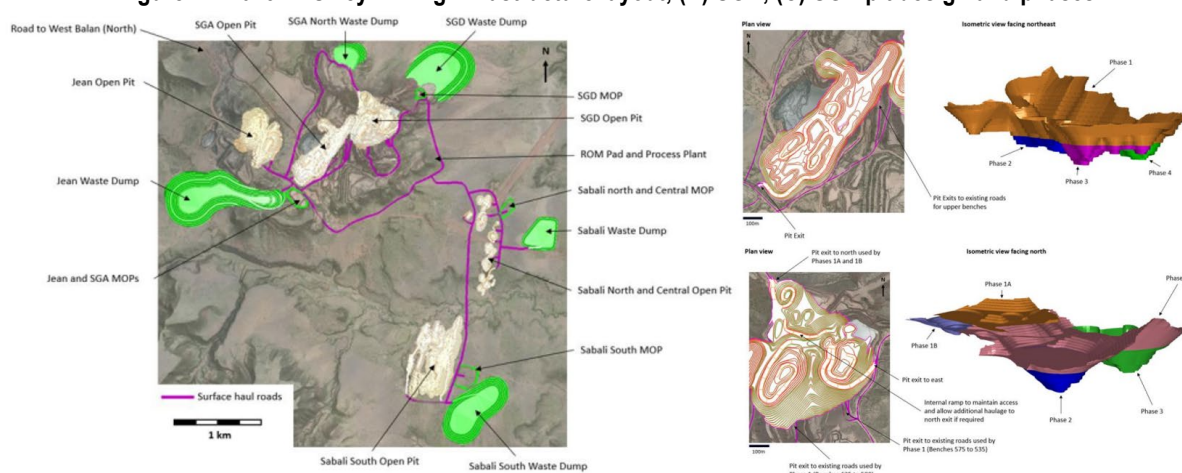 SGA North Waste Dump
SGD Waste Dump
SGA Open Pit
Road to West Balan (North)
Jean Open Pit
SGD MOP
SGD Open Pit
ROM Pad and Process Plant
Jean Waste Dump
Sabali north and Central MOP
Sabali Waste Dump
Jean and SGA MOPs
Sabali North and Central Open Pit
Sabali South MOP
Surface haul roads
1 km
Sabali South Open Pit
Sabali South Waste Dump
N
Plan view
N
Pit Exits to existing roads
for upper benches
100m
Pit Exit
Isometric view facing northeast
Phase 1
Phase 2
Phase 3
Phase 4
Plan view
Pit exit to north used by
Phases 1A and 1B
N
Pit exit to east
Internal ramp to maintain access
and allow additional haulage to
north exit if required
Pit exit to existing roads used by
Phase 1 (Benches 575 to 535)
100m
Pit exit to existing roads used by
Isometric view facing north
Phase 1A
Phase
Phase 1B
Phase 2
Phase 3